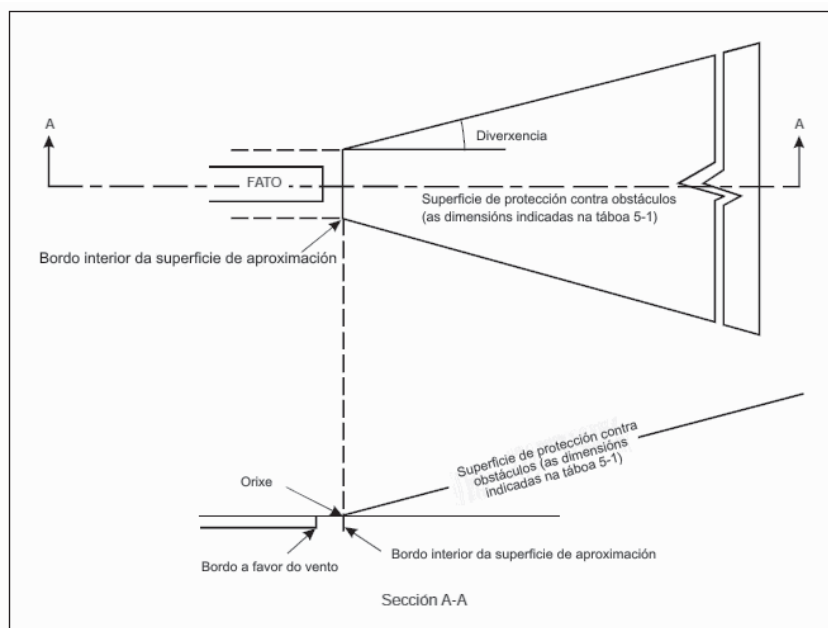 A
A
Diverxencia
FATO
Superficie de protección contra obstáculos
(as dimensións indicadas na táboa 5-1)
Bordo interior da superficie de aproximación
Superficie de protección contra
obstáculos (as dimensións
indicadas na táboa 5-1)
Orixe
Bordo interior da superficie de aproximación
Bordo a favor do vento
Sección A-A